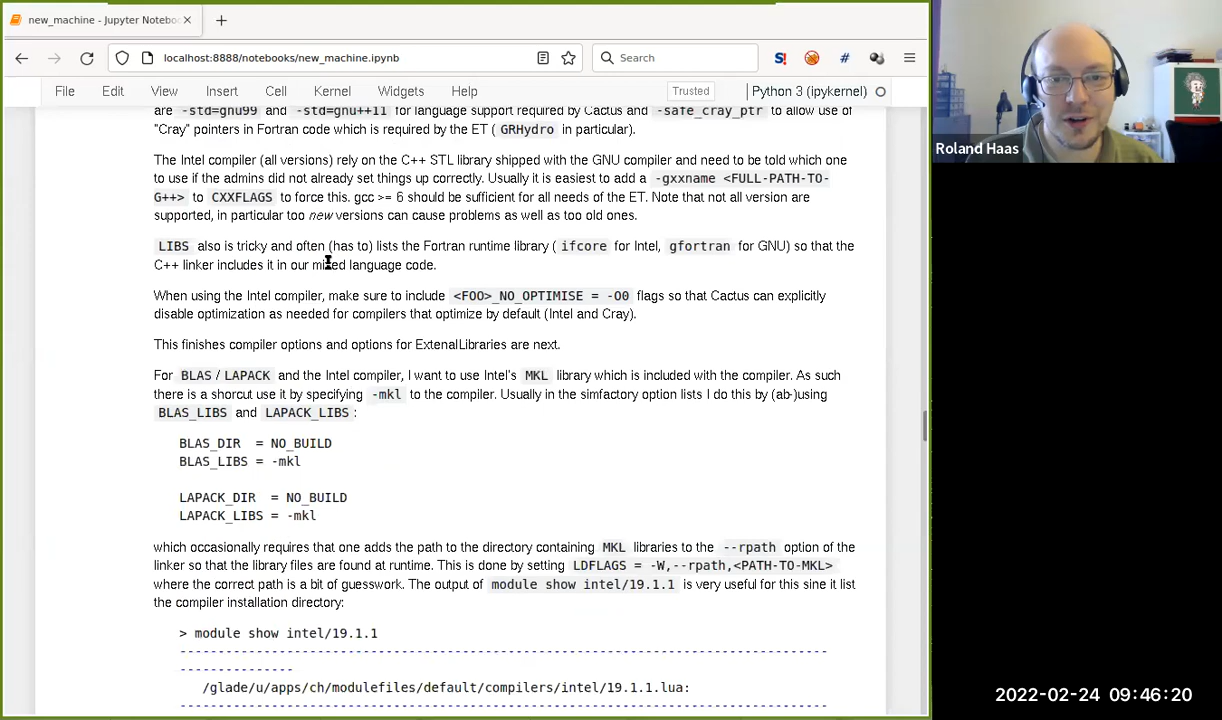 new_machine - Jupyter Noteboo
localhost:8888/notebooks/new_machine.ipynb
Search
File Edit View Insert Cell Kernel Widgets Help
Trusted
Python 3 (ipykernel)
are -std=gnu99 and -std=gnu++11 for language support required by Cactus and -safe_cray_ptr to allow use of
"Cray" pointers in Fortran code which is required by the ET ( GRHydro in particular).
The Intel compiler (all versions) rely on the C++ STL library shipped with the GNU compiler and need to be told which one
to use if the admins did not already set things up correctly. Usually it is easiest to add a -gxxname <FULL-PATH-TO-
G++> to CXXFLAGS to force this. gcc >= 6 should be sufficient for all needs of the ET. Note that not all version are
supported, in particular too new versions can cause problems as well as too old ones.
LIBS also is tricky and often (has to) lists the Fortran runtime library ( ifcore for Intel, gfortran for GNU) so that the
C++ linker includes it in our mixed language code.
When using the Intel compiler, make sure to include <FOO>_NO_OPTIMISE = -O0 flags so that Cactus can explicitly
disable optimization as needed for compilers that optimize by default (Intel and Cray).
This finishes compiler options and options for ExtenalLibraries are next.
For BLAS / LAPACK and the Intel compiler, I want to use Intel's MKL library which is included with the compiler. As such
there is a shorcut use it by specifying -mkl to the compiler. Usually in the simfactory option lists I do this by (ab-)using
BLAS_LIBS and LAPACK_LIBS :
BLAS_DIR = NO_BUILD
BLAS_LIBS = -mkl
LAPACK_DIR = NO_BUILD
LAPACK_LIBS = -mkl
which occasionally requires that one adds the path to the directory containing MKL libraries to the --rpath option of the
linker so that the library files are found at runtime. This is done by setting LDFLAGS = -W,--rpath,<PATH-TO-MKL>
where the correct path is a bit of guesswork. The output of module show intel/19.1.1 is very useful for this sine it list
the compiler installation directory:
> module show intel/19.1.1
/glade/u/apps/ch/modulefiles/default/compilers/intel/19.1.1.lua:
Roland Haas
2022-02-24 09:46:20